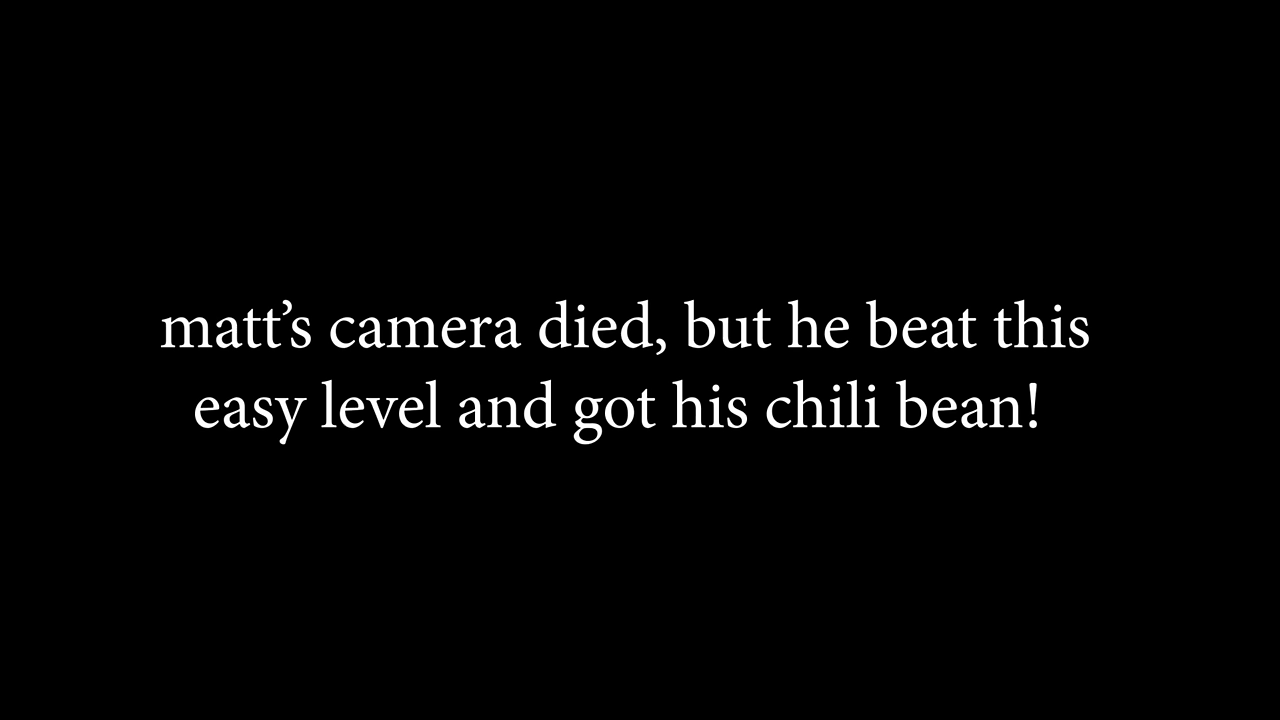 matt’s camera died, but he beat this
easy level and got his chili bean!